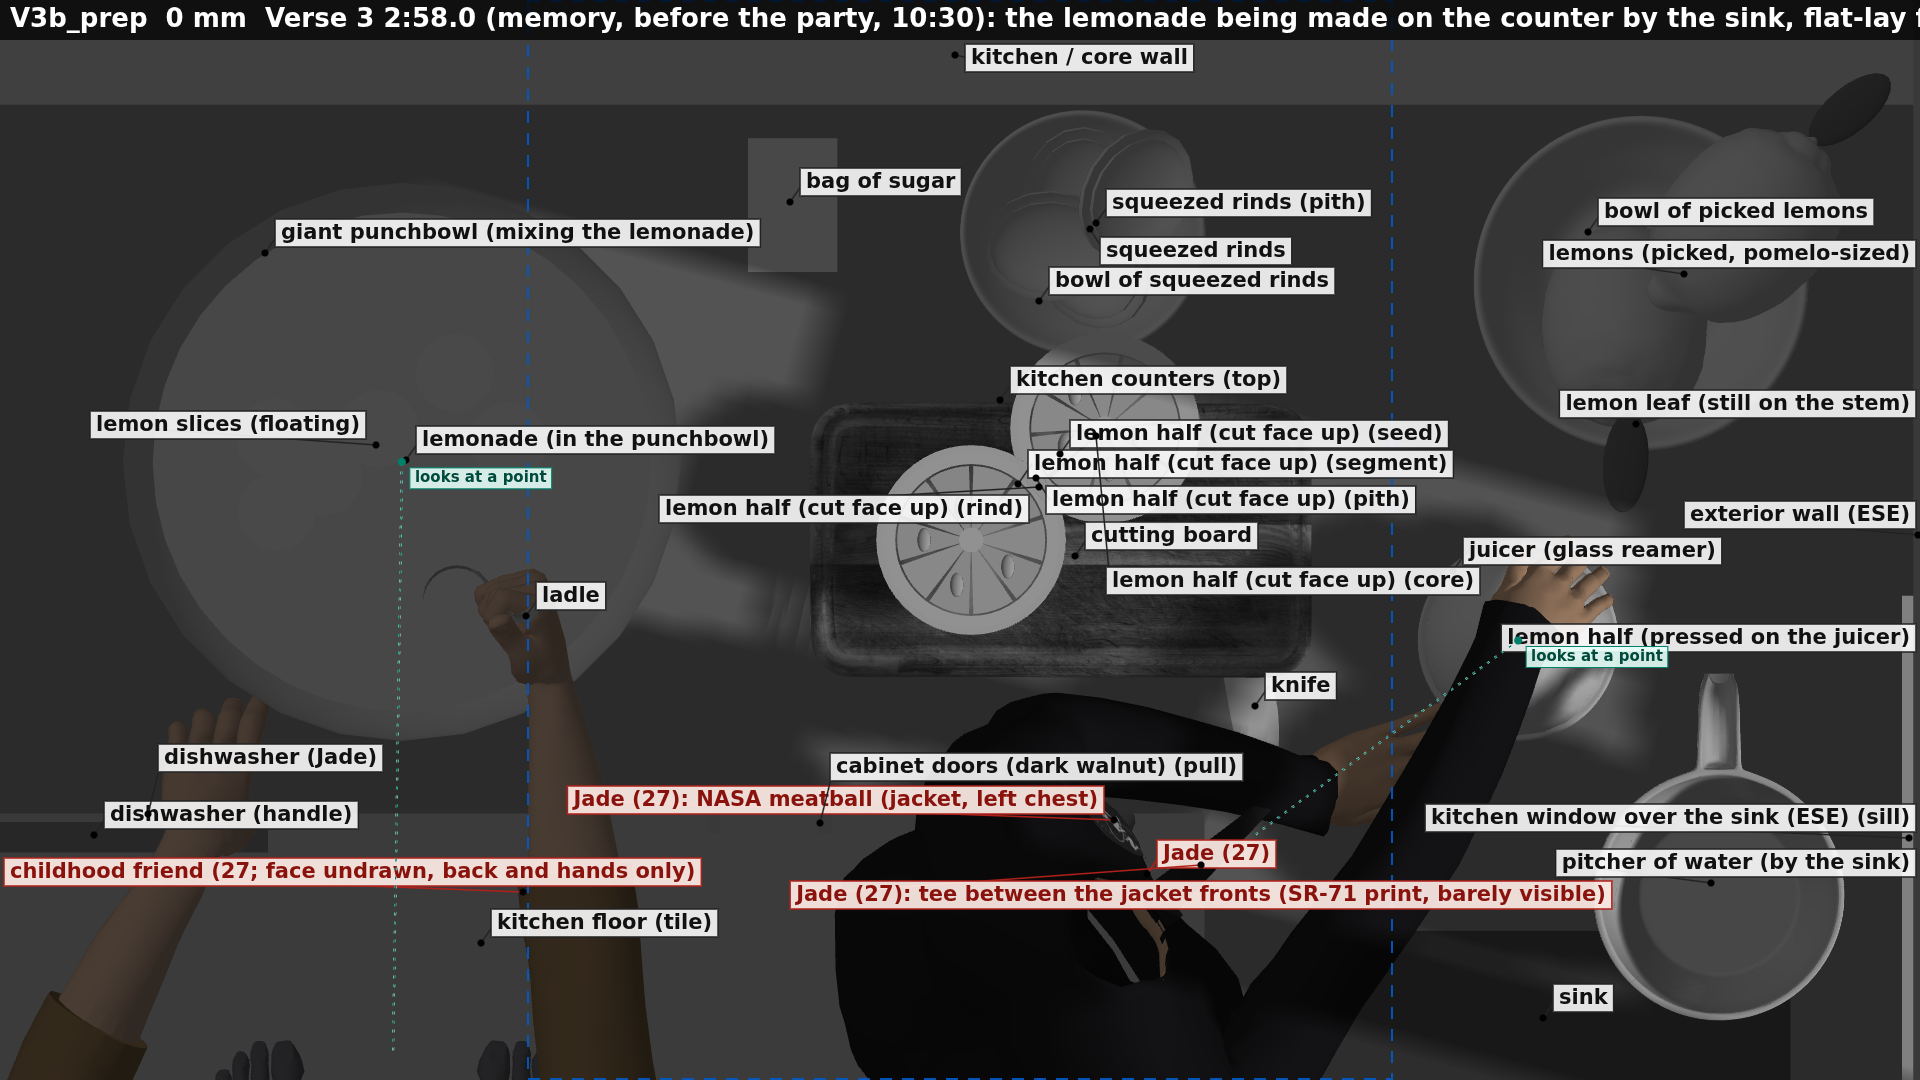 V3b_prep 0 mm Verse 3 2:58.0 (memory, before the party, 10:30): the lemonade being made on the counter by the sink, flat-lay
kitchen / core wall
bag of sugar
squeezed rinds (pith)
bowl of picked lemons
giant punchbowl (mixing the lemonade)
squeezed rinds
lemons (picked, pomelo-sized)
bowl of squeezed rinds
kitchen counters (top)
lemon leaf (still on the stem)
lemon slices (floating)
lemonade (in the punchbowl)
lemon half (cut face up) (seed)
lemon half (cut face up) (segment)
looks at a point
lemon half (cut face up) (pith)
lemon half (cut face up) (rind)
exterior wall (ESE)
cutting board
juicer (glass reamer)
lemon half (cut face up) (core)
ladle
lemon half (pressed on the juicer)
looks at a point
knife
dishwasher (Jade)
cabinet doors (dark walnut) (pull)
Jade (27): NASA meatball (jacket, left chest)
dishwasher (handle)
kitchen window over the sink (ESE) (sill)
Jade (27)
pitcher of water (by the sink)
childhood friend (27; face undrawn, back and hands only)
Jade (27): tee between the jacket fronts (SR-71 print, barely visible)
kitchen floor (tile)
sink